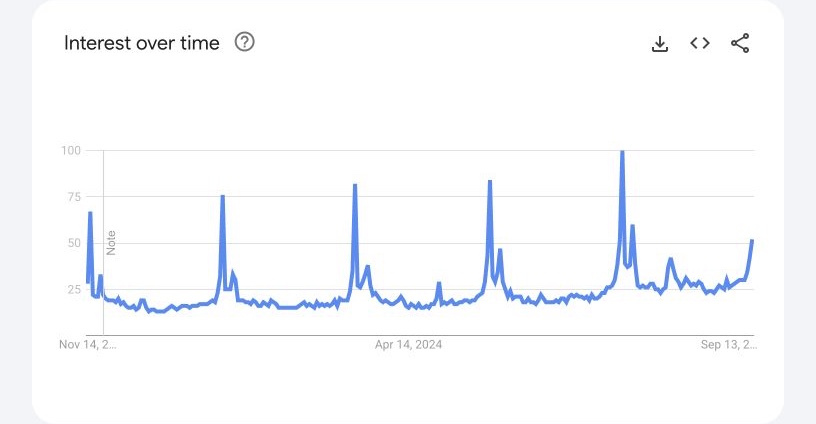 Interest over time
100
75
50
25
Note
Nov 14, 2...
Apr 14, 2024
Sep 13, 2...